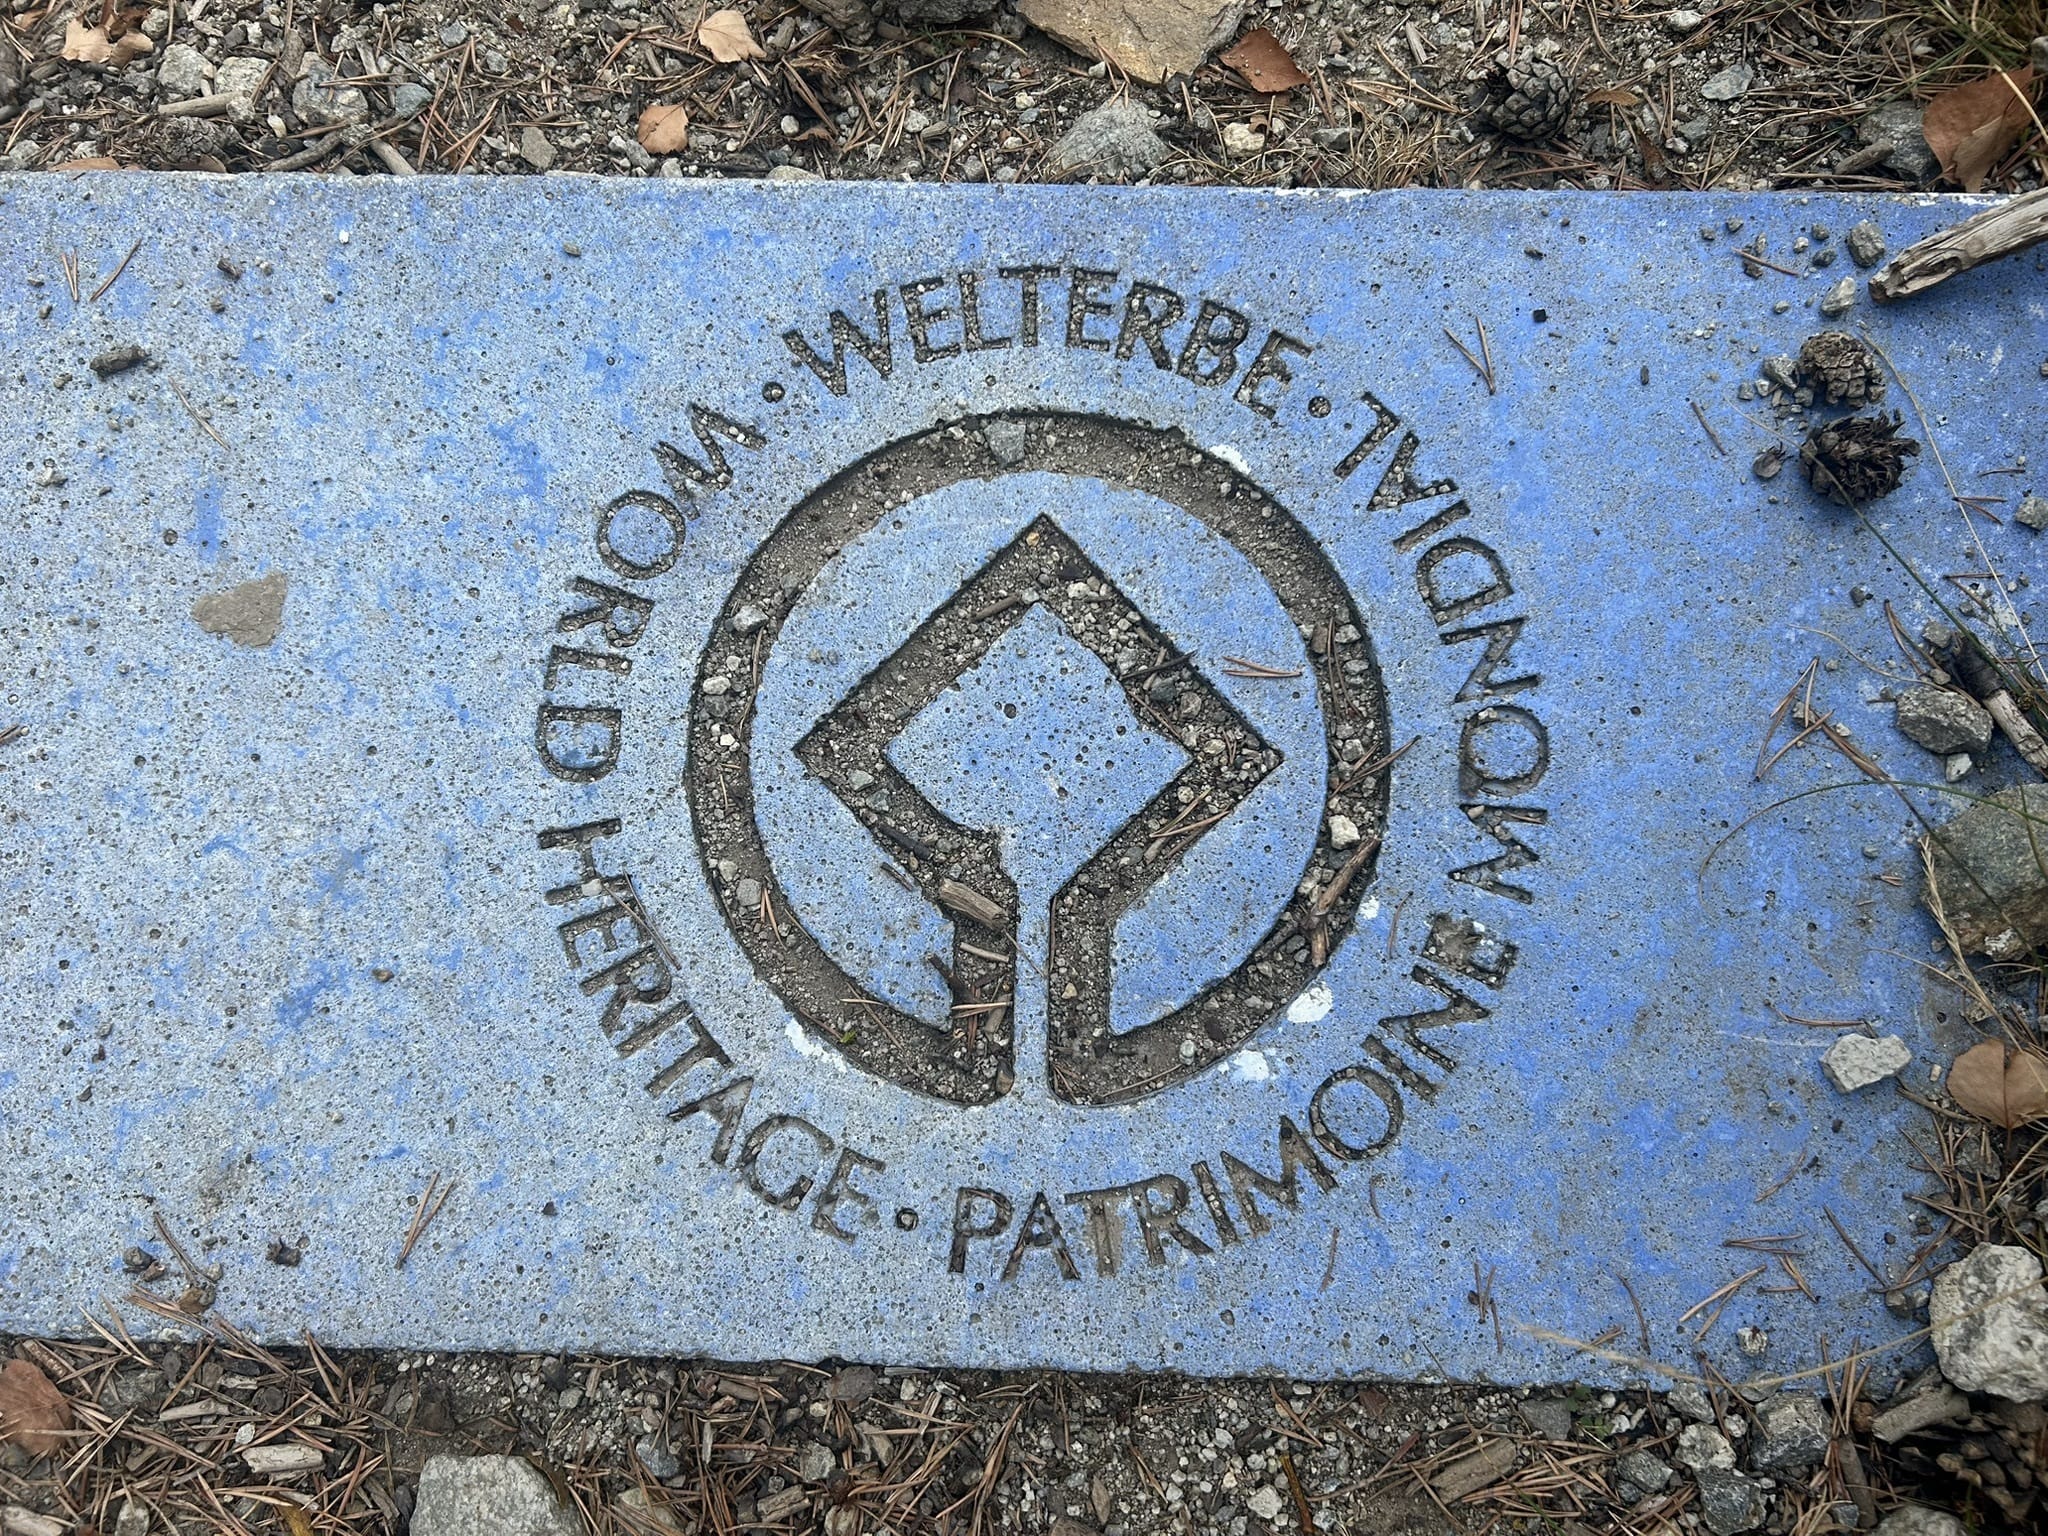 WORLD HERITAGE · PATRIMOINE MONDIAL · WELTERBE ·